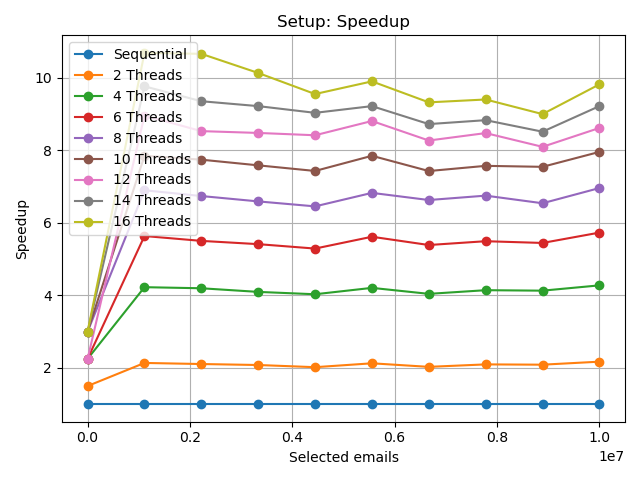 Setup: Speedup
Sequential
2 Threads
4 Threads
6 Threads
8 Threads
10 Threads
12 Threads
14 Threads
16 Threads
Speedup
10
8
6
4
2
0.0 0.2 0.4 0.6 0.8 1.0
1e7
Selected emails